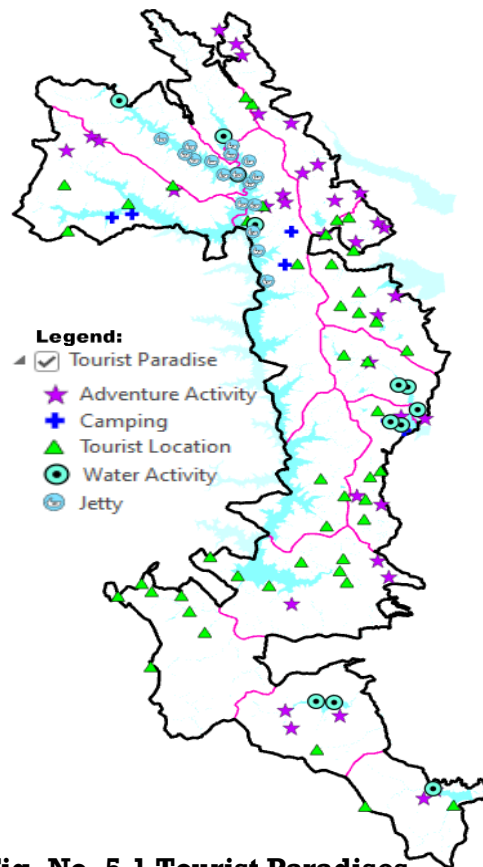 Legend:
Tourist Paradise
Adventure Activity
Camping
Tourist Location
Water Activity
Jetty
Fig. No. 5.1 Tourist Paradises